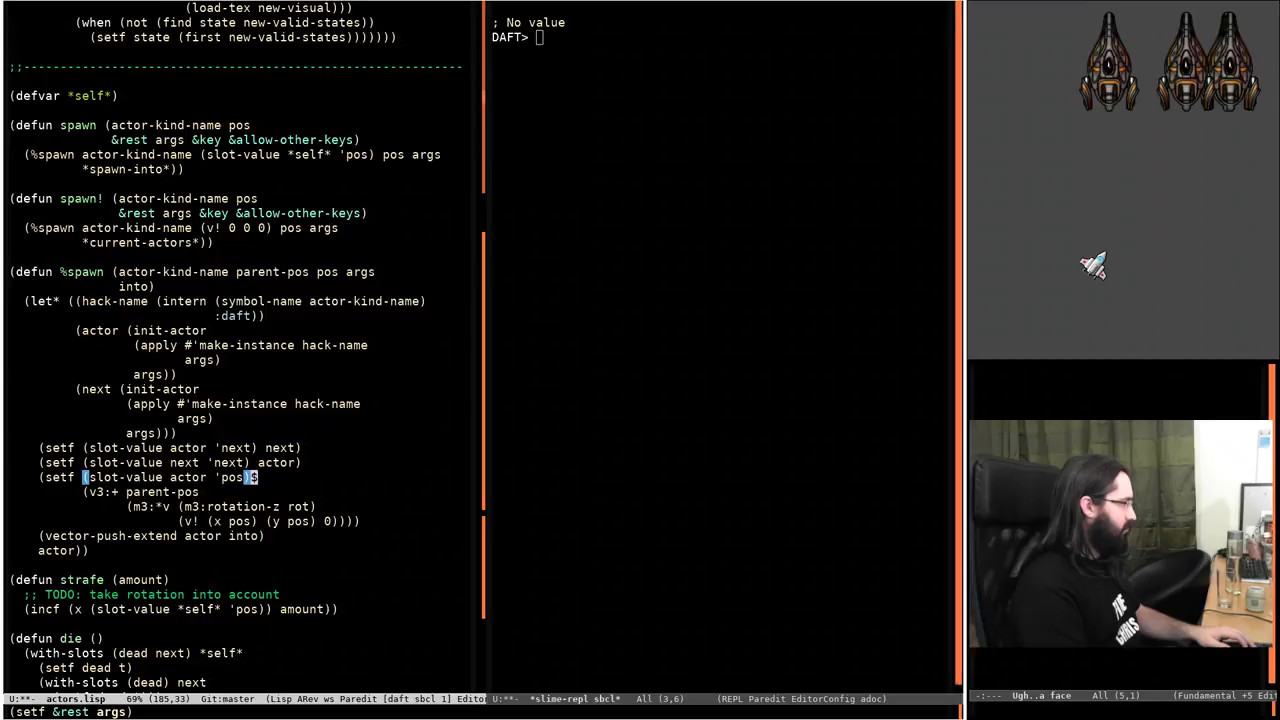 (load-tex new-visual)))
(when (not (find state new-valid-states))
(setf state (first new-valid-states)))))))
;;------------------------------------------------------------
(defvar *self*)
(defun spawn (actor-kind-name pos
&rest args &key &allow-other-keys)
(%spawn actor-kind-name (slot-value *self* 'pos) pos args
*spawn-into*))
(defun spawn! (actor-kind-name pos
&rest args &key &allow-other-keys)
(%spawn actor-kind-name (v! 0 0 0) pos args
*current-actors*))
(defun %spawn (actor-kind-name parent-pos pos args
into)
(let* ((hack-name (intern (symbol-name actor-kind-name)
:daft))
(actor (init-actor
(apply #'make-instance hack-name
args)
args))
(next (init-actor
(apply #'make-instance hack-name
args)
args)))
(setf (slot-value actor 'next) next)
(setf (slot-value next 'next) actor)
(setf (slot-value actor 'pos)$
(v3:+ parent-pos
(m3:*v (m3:rotation-z rot)
(v! (x pos) (y pos) 0))))
(vector-push-extend actor into)
actor))
(defun strafe (amount)
;; TODO: take rotation into account
(incf (x (slot-value *self* 'pos)) amount))
(defun die ()
(with-slots (dead next) *self*
(setf dead t)
(with-slots (dead) next
U:**- actors.lisp 69% (185,33) Git:master (Lisp ARev ws Paredit [daft sbcl 1] Editor
(setf &rest args)
; No value
DAFT>
U:**- *slime-repl sbcl* All (3,6) (REPL Paredit EditorConfig adoc)
THE
-:--- Ugh..a face All (5,1) (Fundamental +5 Edit